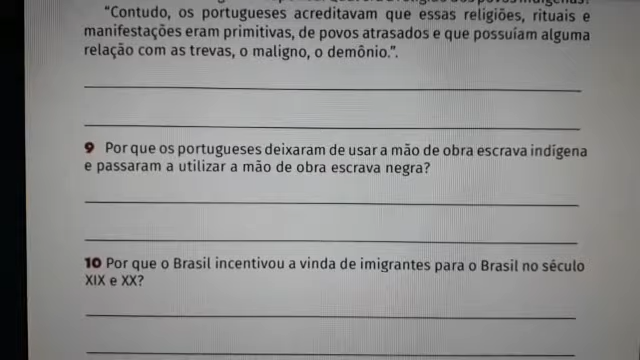 “Contudo, os portugueses acreditavam que essas religiões, rituais e
manifestações eram primitivas, de povos atrasados e que possuíam alguma
relação com as trevas, o maligno, o demônio.”.
9 Por que os portugueses deixaram de usar a mão de obra escrava indígena
e passaram a utilizar a mão de obra escrava negra?
10 Por que o Brasil incentivou a vinda de imigrantes para o Brasil no século
XIX e XX?